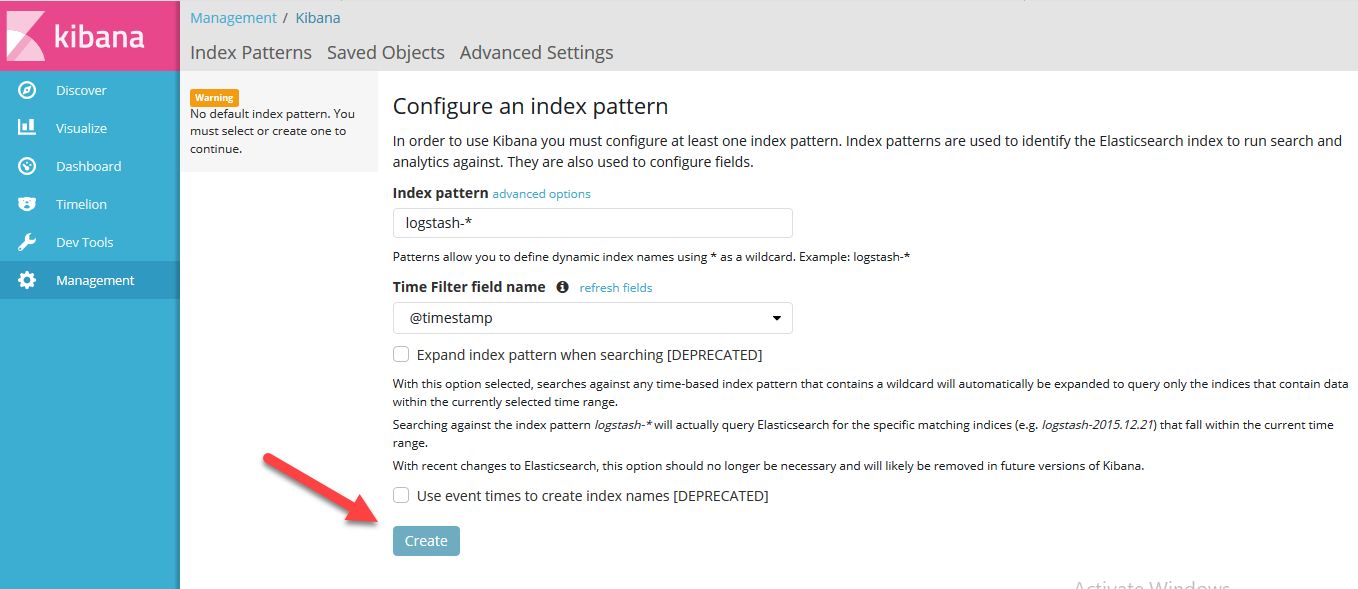 kibana
Management / Kibana
Index Patterns Saved Objects Advanced Settings
Discover
Visualize
Dashboard
Timelion
Dev Tools
Management
Warning
No default index pattern. You
must select or create one to
continue.
Configure an index pattern
In order to use Kibana you must configure at least one index pattern. Index patterns are used to identify the Elasticsearch index to run search and
analytics against. They are also used to configure fields.
Index pattern advanced options
logstash-*
Patterns allow you to define dynamic index names using * as a wildcard. Example: logstash-*
Time Filter field name refresh fields
@timestamp
Expand index pattern when searching [DEPRECATED]
With this option selected, searches against any time-based index pattern that contains a wildcard will automatically be expanded to query only the indices that contain data
within the currently selected time range.
Searching against the index pattern logstash-* will actually query Elasticsearch for the specific matching indices (e.g. logstash-2015.12.21) that fall within the current time
range.
With recent changes to Elasticsearch, this option should no longer be necessary and will likely be removed in future versions of Kibana.
Use event times to create index names [DEPRECATED]
Create
Activate Windows